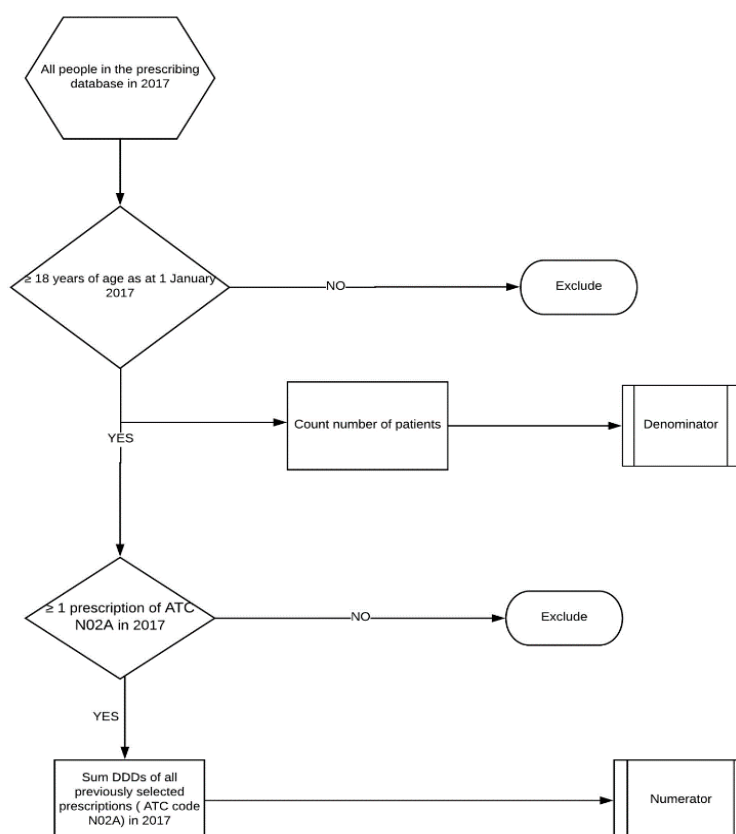 All people in the prescribing
database in 2017
≥ 18 years of age as at 1 January
2017
NO
Exclude
YES
Count number of patients
Denominator
≥ 1 prescription of ATC
N02A in 2017
NO
Exclude
YES
Sum DDDs of all
previously selected
prescriptions ( ATC code
N02A) in 2017
Numerator